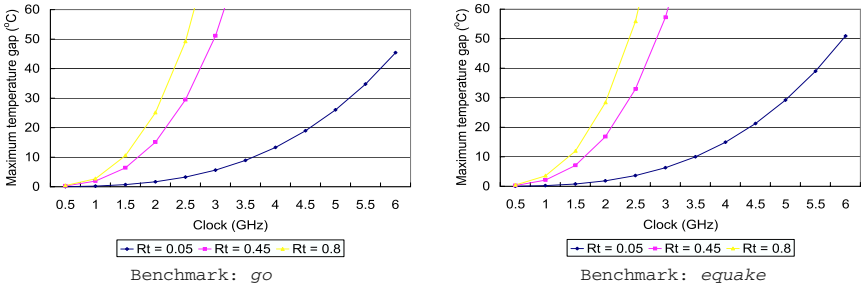 Maximum temperature gap (°C)
60
50
40
30
20
10
0
0.5 1 1.5 2 2.5 3 3.5 4 4.5 5 5.5 6
Clock (GHz)
Rt = 0.05 Rt = 0.45 Rt = 0.8
Benchmark: go
Maximum temperature gap (°C)
60
50
40
30
20
10
0
0.5 1 1.5 2 2.5 3 3.5 4 4.5 5 5.5 6
Clock (GHz)
Rt = 0.05 Rt = 0.45 Rt = 0.8
Benchmark: equake